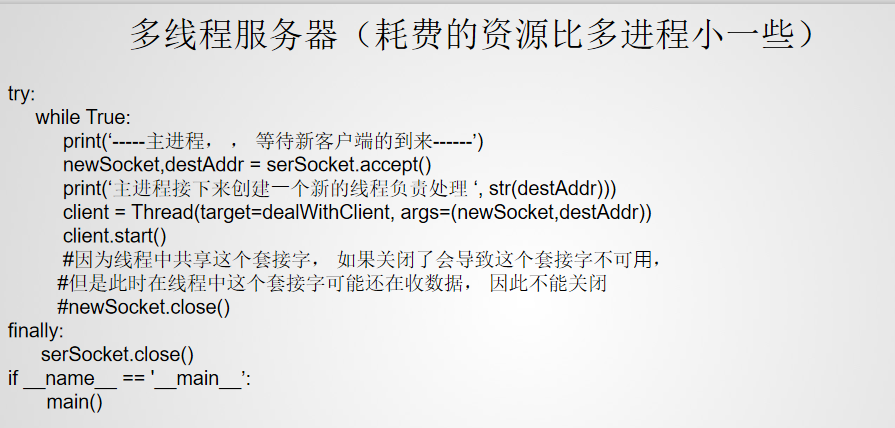 多线程服务器（耗费的资源比多进程小一些）
try:
while True:
print(‘-----主进程， ， 等待新客户端的到来------’)
newSocket,destAddr = serSocket.accept()
print(‘主进程接下来创建一个新的线程负责处理 ‘, str(destAddr)))
client = Thread(target=dealWithClient, args=(newSocket,destAddr))
client.start()
#因为线程中共享这个套接字， 如果关闭了会导致这个套接字不可用，
#但是此时在线程中这个套接字可能还在收数据， 因此不能关闭
#newSocket.close()
finally:
serSocket.close()
if __name__ == '__main__’:
main()